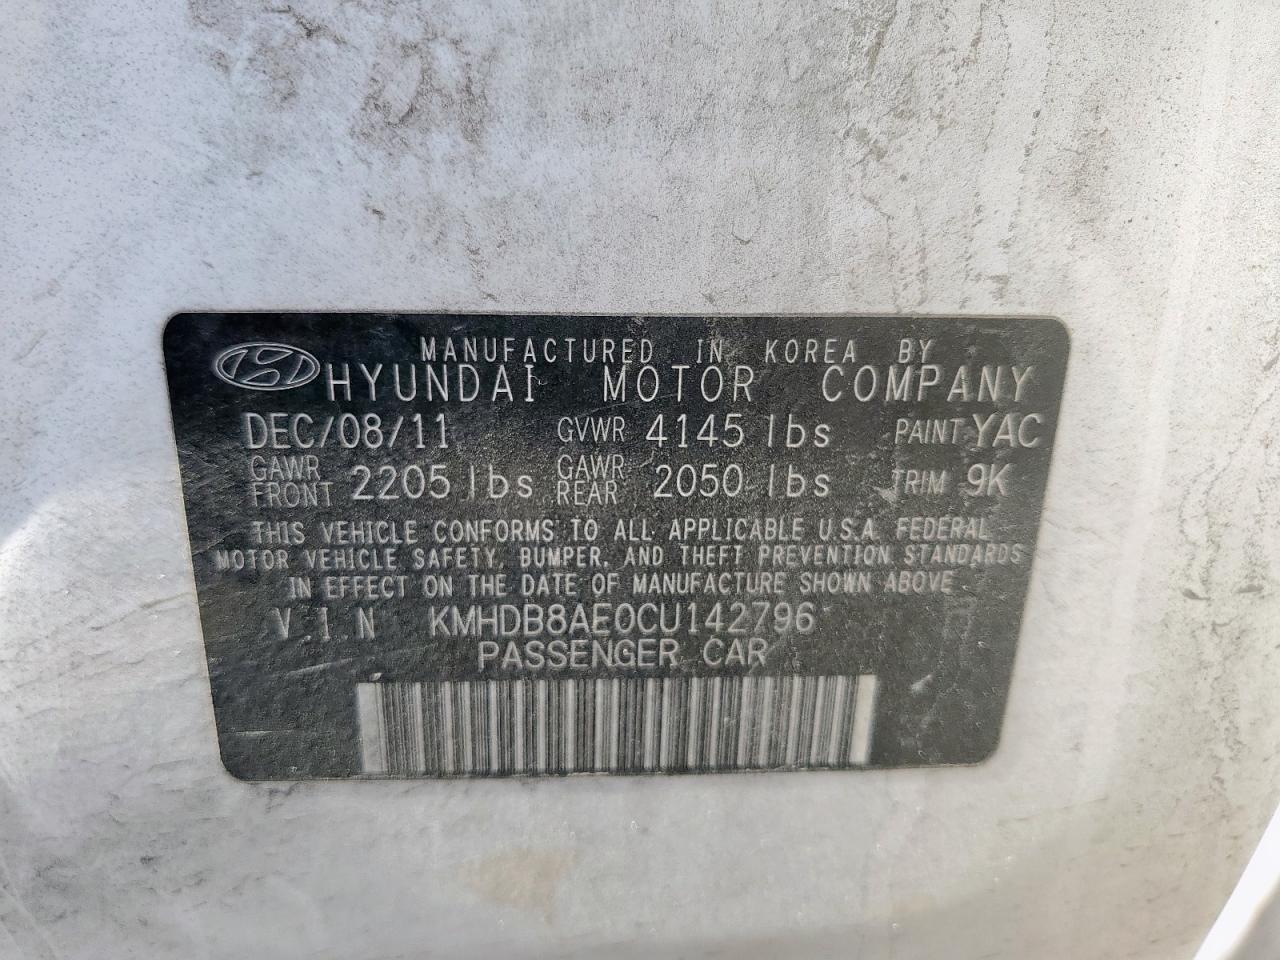 MANUFACTURED IN KOREA BY
HYUNDAI MOTOR COMPANY
DEC/08/11 GVWR 4145 lbs PAINT YAC
GAWR FRONT 2205 lbs GAWR REAR 2050 lbs TRIM 9K
THIS VEHICLE CONFORMS TO ALL APPLICABLE U.S.A. FEDERAL
MOTOR VEHICLE SAFETY, BUMPER, AND THEFT PREVENTION STANDARDS
IN EFFECT ON THE DATE OF MANUFACTURE SHOWN ABOVE.
V.I.N KMHDB8AE0CU142796
PASSENGER CAR